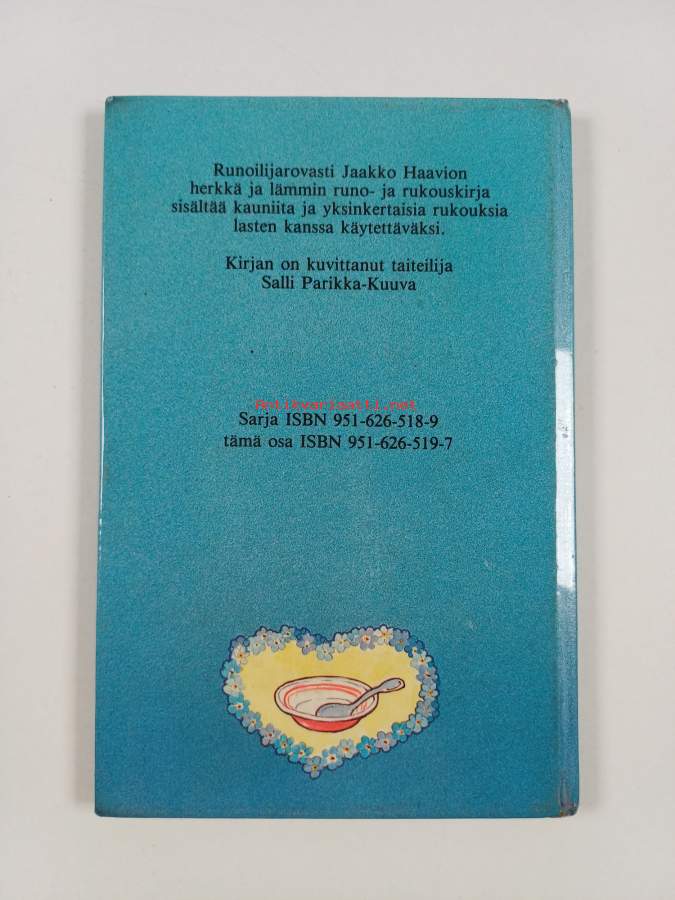 Runoilijarovasti Jaakko Haavion
herkkä ja lämmin runo- ja rukouskirja
sisältää kauniita ja yksinkertaisia rukouksia
lasten kanssa käytettäväksi.
Kirjan on kuvittanut taiteilija
Salli Parikka-Kuuva
Antikvariaatti.net
Sarja ISBN 951-626-518-9
tämä osa ISBN 951-626-519-7